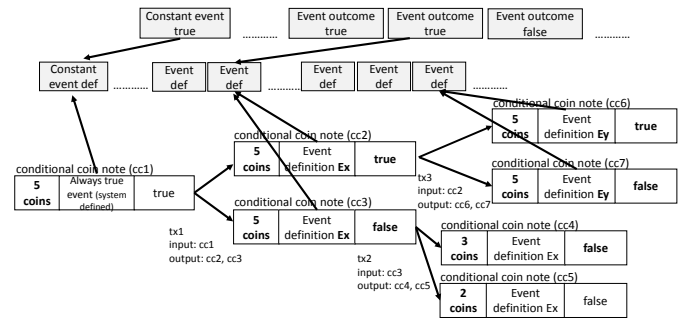 Constant event
true
............
Event outcome
true
Event outcome
true
Event outcome
false
............
Constant
event def
............
Event
def
Event
def
............
Event
def
Event
def
Event
def
............
conditional coin note (cc6)
5
coins
Event
definition Ey
true
conditional coin note (cc2)
5
coins
Event
definition Ex
true
conditional coin note (cc7)
5
coins
Event
definition Ey
false
conditional coin note (cc1)
5
coins
Always true
event (system
defined)
true
tx3
input: cc2
output: cc6, cc7
conditional coin note (cc3)
5
coins
Event
definition Ex
false
tx1
input: cc1
output: cc2, cc3
conditional coin note (cc4)
3
coins
Event
definition Ex
false
tx2
input: cc3
output: cc4, cc5
conditional coin note (cc5)
2
coins
Event
definition Ex
false